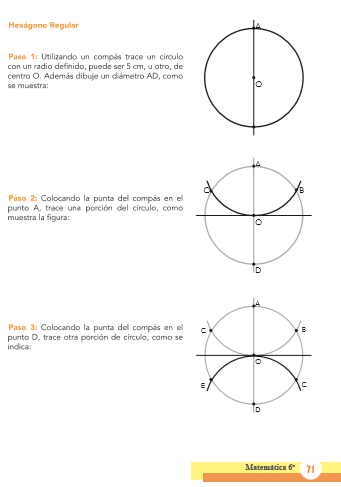 Hexágono Regular
Paso 1: Utilizando un compás trace un círculo
con un radio definido, puede ser 5 cm, u otro, de
centro O. Además dibuje un diámetro AD, como
se muestra:
A
O
Paso 2: Colocando la punta del compás en el
punto A, trace una porción del círculo, como
muestra la figura:
A
C
B
O
D
Paso 3: Colocando la punta del compás en el
punto D, trace otra porción de círculo, como se
indica:
A
C
B
O
E
C
D
Matemática 6º
71